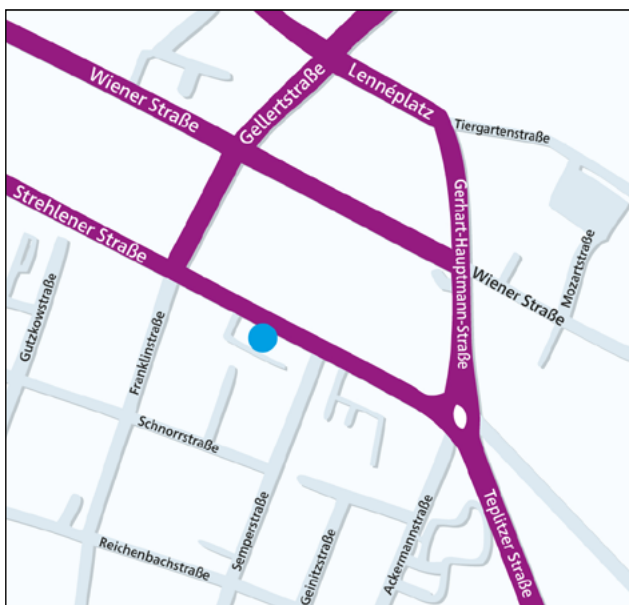 Lennéplatz
Wiener Straße
Gellertstraße
Tiergartenstraße
Strehlener Straße
Gerhart-Hauptmann-Straße
Mozartstraße
Wiener Straße
Gutzkowstraße
Franklinstraße
Schnorrstraße
Semperstraße
Reichenbachstraße
Geinitzstraße
Ackermannstraße
Teplitzer Straße